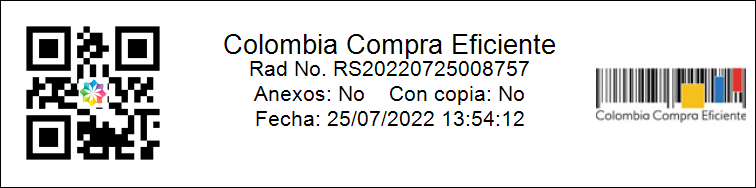 Colombia Compra Eficiente
Rad No. RS20220725008757
Anexos: No    Con copia: No
Fecha: 25/07/2022 13:54:12
Colombia Compra Eficiente